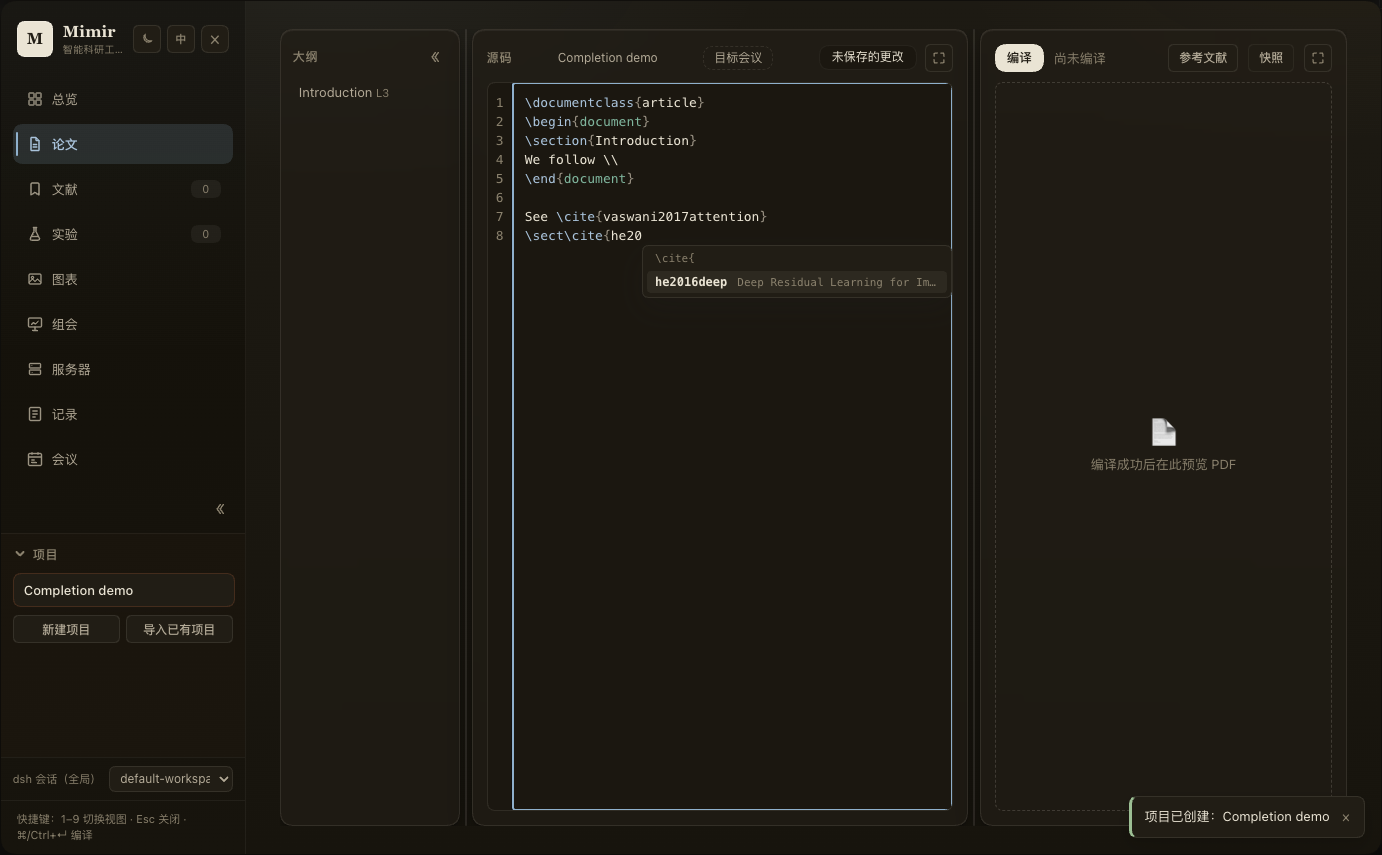 M
Mimir
智能科研工…
中
总览
论文
文献 0
实验 0
图表
组会
服务器
记录
会议
项目
Completion demo
新建项目 导入已有项目
dsh 会话（全局） default-workspa
快捷键：1–9 切换视图 · Esc 关闭 ·
⌘/Ctrl+↵ 编译
大纲
Introduction L3
源码 Completion demo 目标会议 未保存的更改
1 \documentclass{article}
2 \begin{document}
3 \section{Introduction}
4 We follow \\
5 \end{document}
6
7 See \cite{vaswani2017attention}
8 \sect\cite{he20
\cite{
he2016deep Deep Residual Learning for Im…
编译 尚未编译 参考文献 快照
编译成功后在此预览 PDF
项目已创建：Completion demo ×